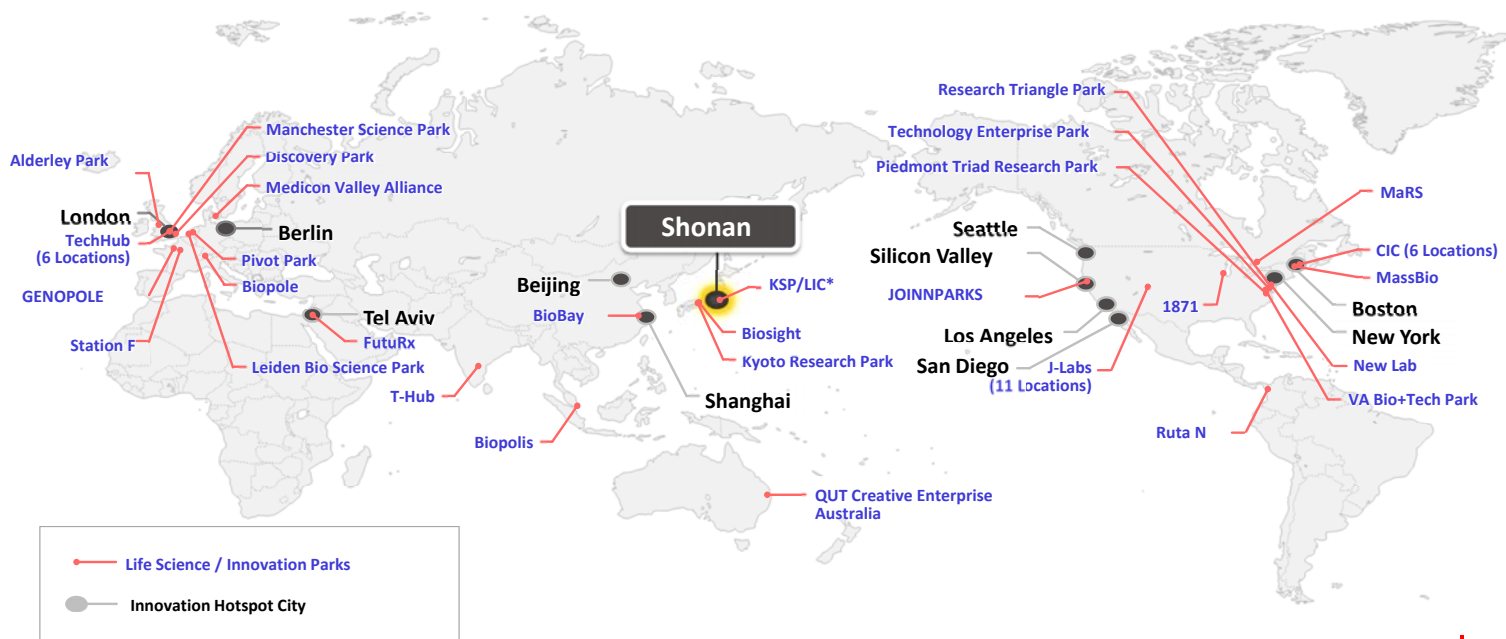 Research Triangle Park
Technology Enterprise Park
Piedmont Triad Research Park
Manchester Science Park
Discovery Park
Medicon Valley Alliance
Alderley Park
London
TechHub
(6 Locations)
Berlin
Pivot Park
Biopole
GENOPOLE
Tel Aviv
FutuRx
Station F
Leiden Bio Science Park
T-Hub
Biopolis
Shonan
Beijing
BioBay
KSP/LIC*
Biosight
Kyoto Research Park
Shanghai
QUT Creative Enterprise
Australia
Seattle
Silicon Valley
JOINNPARKS
Los Angeles
San Diego
J-Labs
(11 Locations)
1871
MaRS
CIC (6 Locations)
MassBio
Boston
New York
New Lab
VA Bio+Tech Park
Ruta N
Life Science / Innovation Parks
Innovation Hotspot City